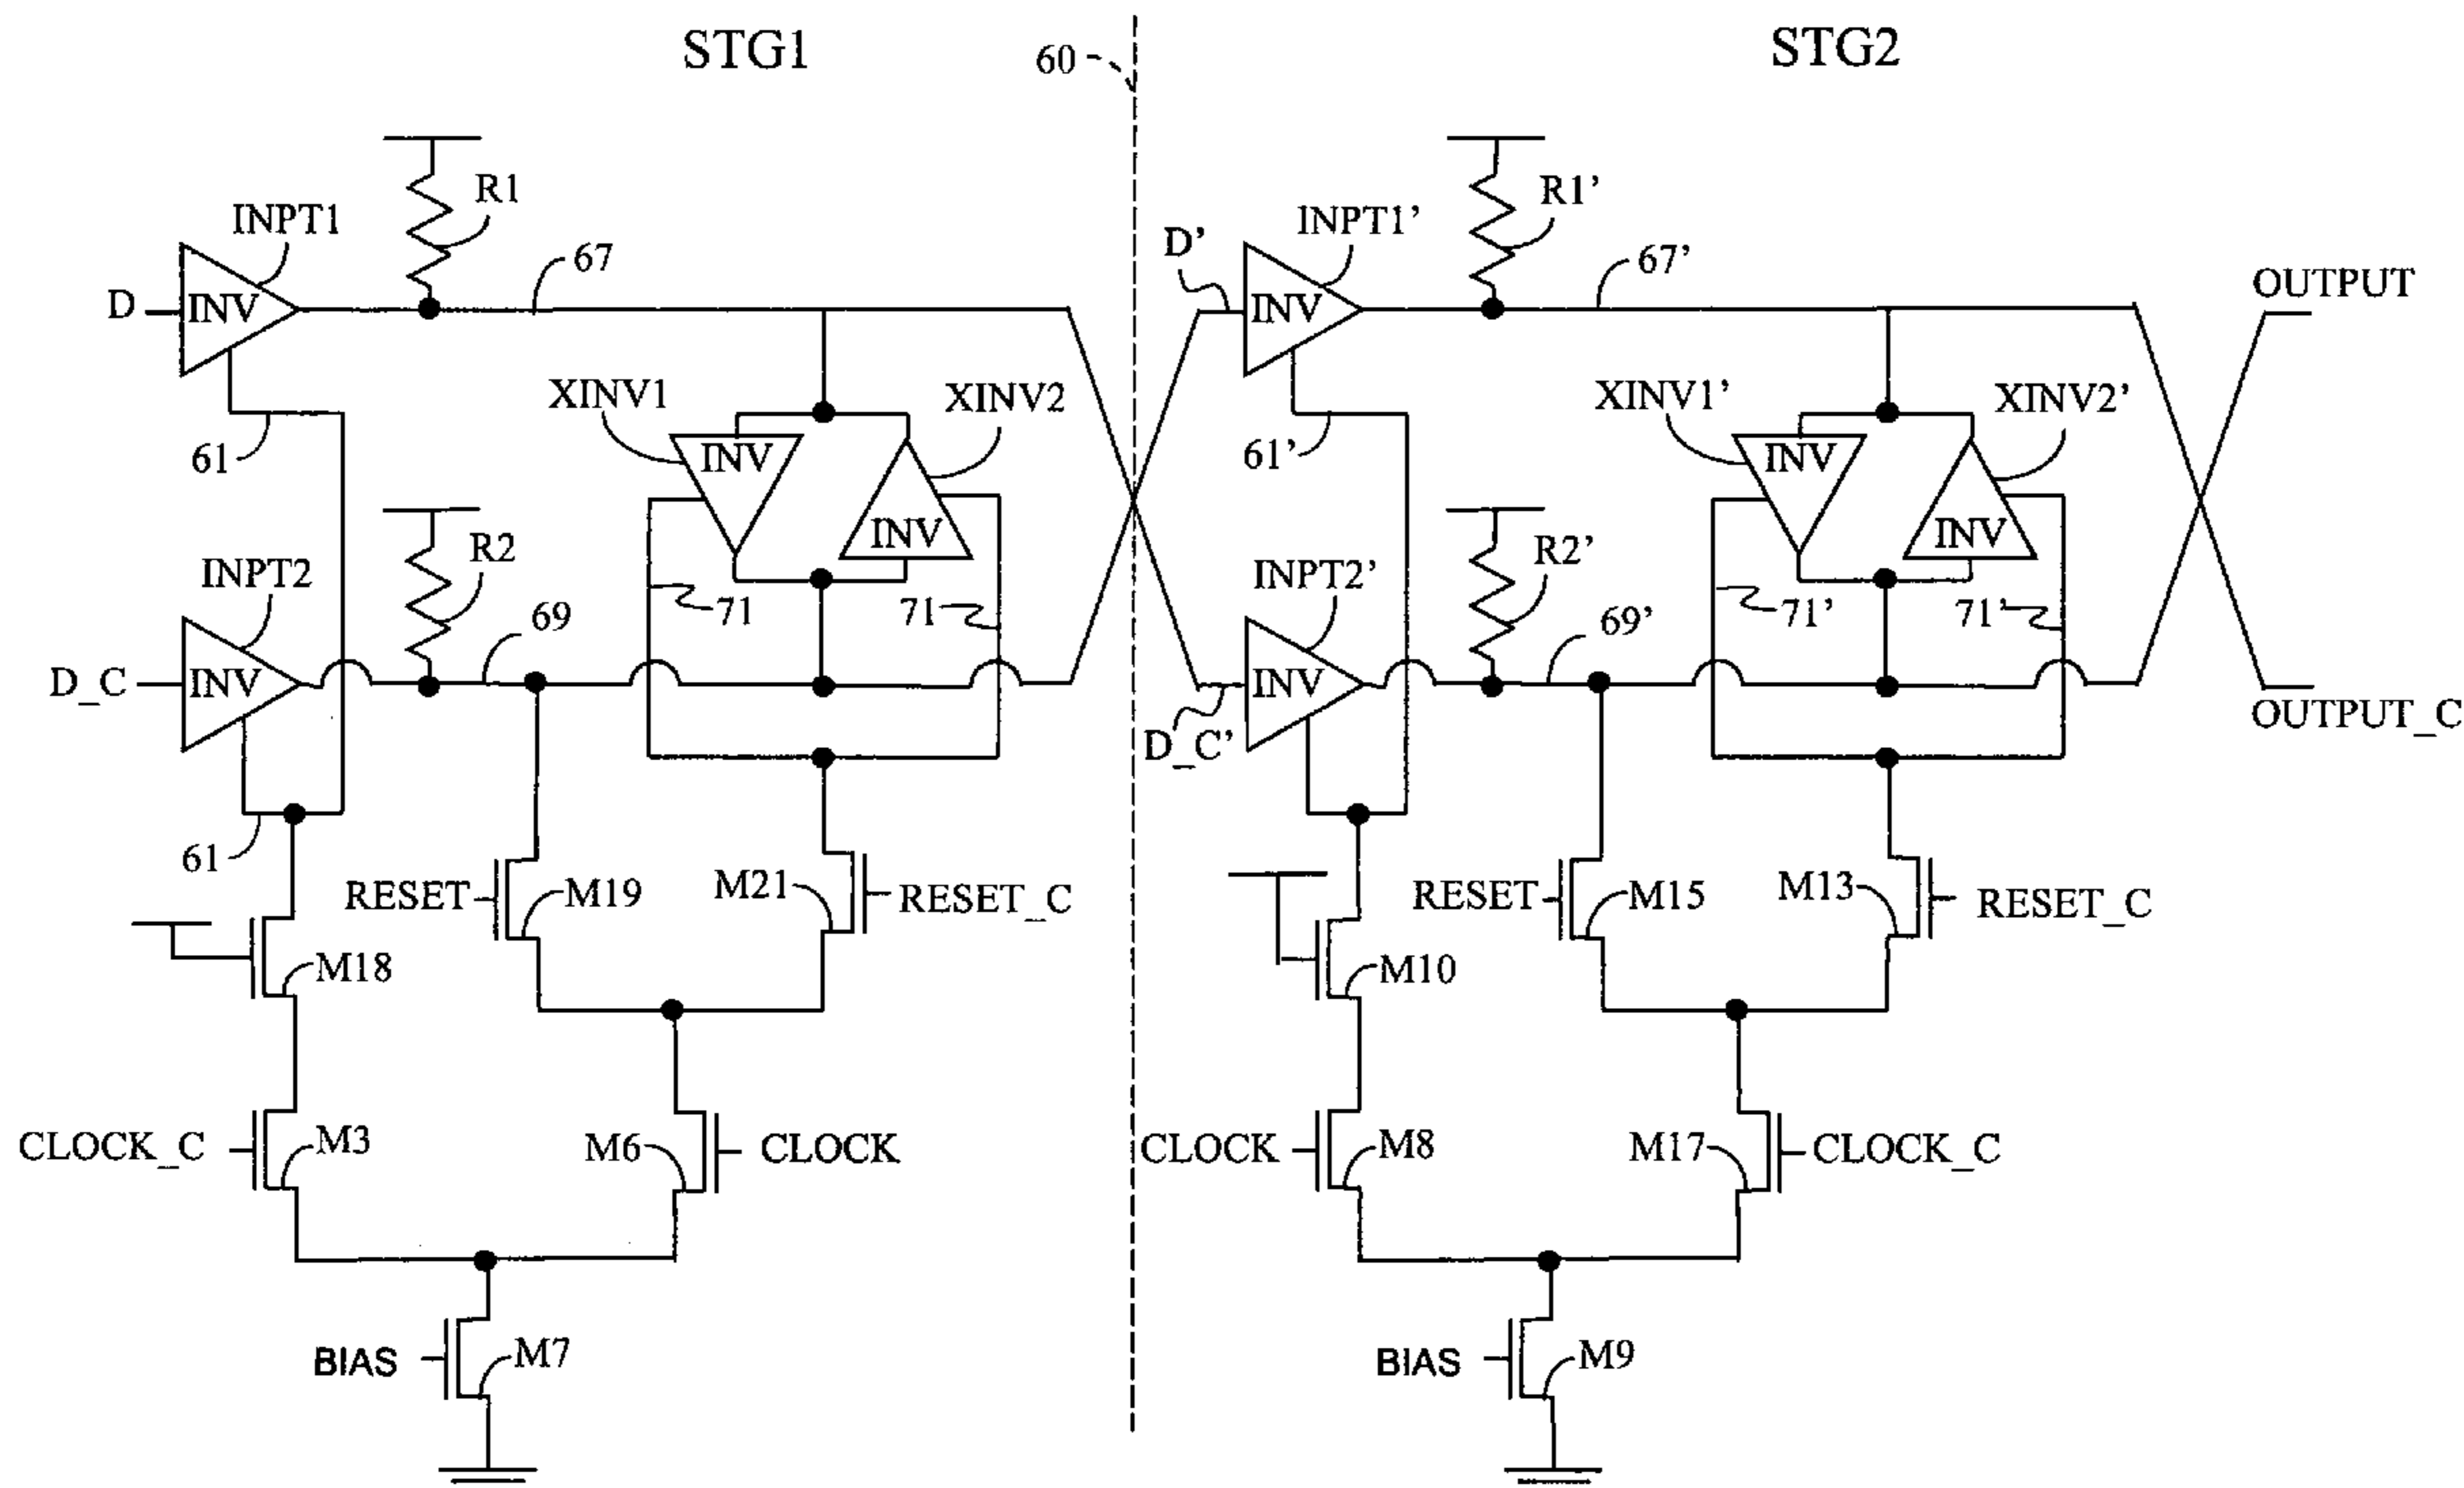 STG1
60
STG2
INPT1
R1
67
D
INV
XINV1
XINV2
INV
INV
61
INPT2
R2
69
71
71
D_C
INV
61
RESET
M19
M21
RESET_C
M18
CLOCK_C
M3
M6
CLOCK
BIAS
M7
D'
INPT1'
R1'
67'
OUTPUT
INV
XINV1'
XINV2'
INV
INV
61'
INPT2'
R2'
69'
71'
71'
INV
D_C'
OUTPUT_C
RESET
M15
M13
RESET_C
M10
CLOCK
M8
M17
CLOCK_C
BIAS
M9